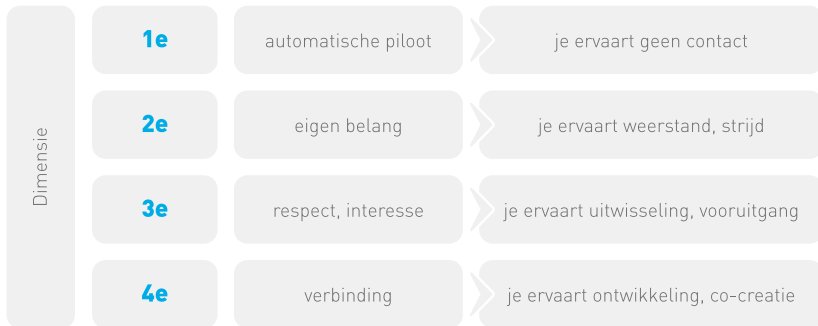 Dimensie
1e automatische piloot je ervaart geen contact
2e eigen belang je ervaart weerstand, strijd
3e respect, interesse je ervaart uitwisseling, vooruitgang
4e verbinding je ervaart ontwikkeling, co-creatie